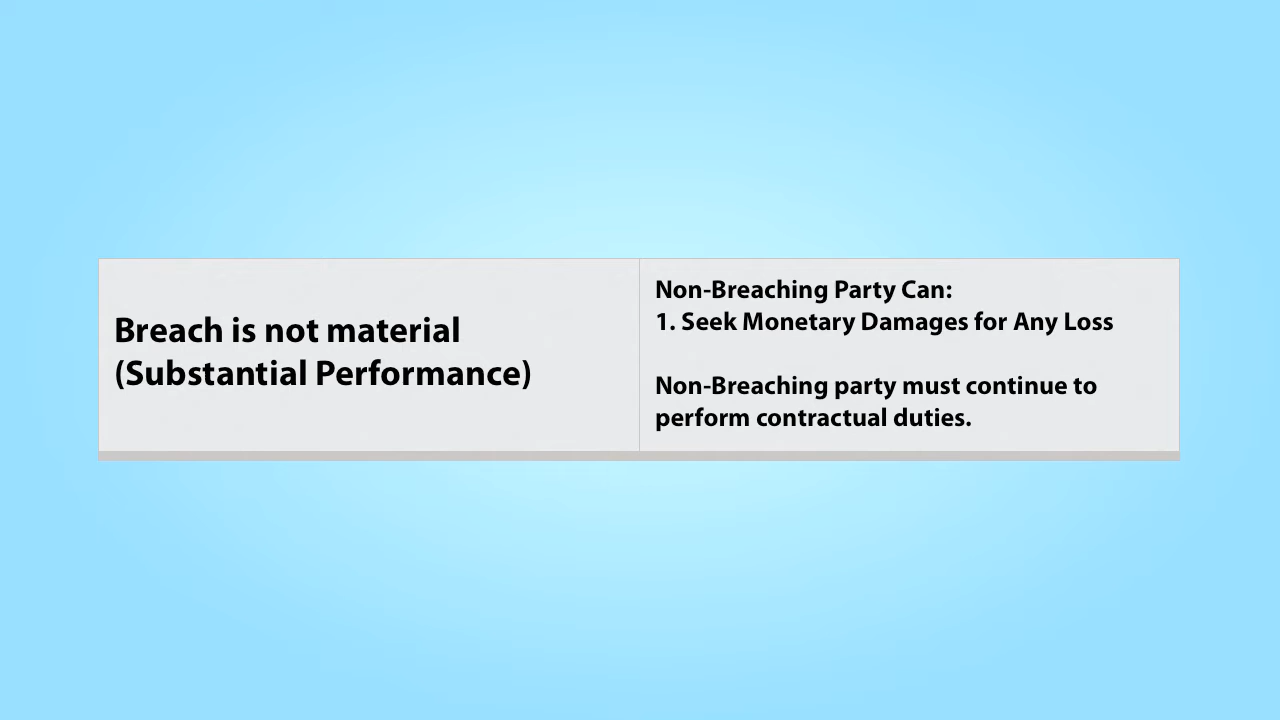 Breach is not material
(Substantial Performance)
Non-Breaching Party Can:
1. Seek Monetary Damages for Any Loss
Non-Breaching party must continue to
perform contractual duties.